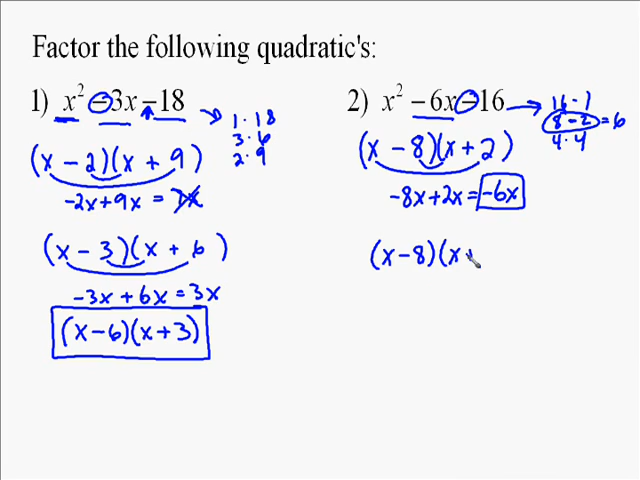 Factor the following quadratic's:
1) x² − 3x − 18
1 · 18
3 · 6
2 · 9
(x − 2)(x + 9)
−2x + 9x = 7x
(x − 3)(x + 6)
−3x + 6x = 3x
(x − 6)(x + 3)
2) x² − 6x − 16
16 − 1
8 − 2 = 6
4 · 4
(x − 8)(x + 2)
−8x + 2x = −6x
(x − 8)(x +